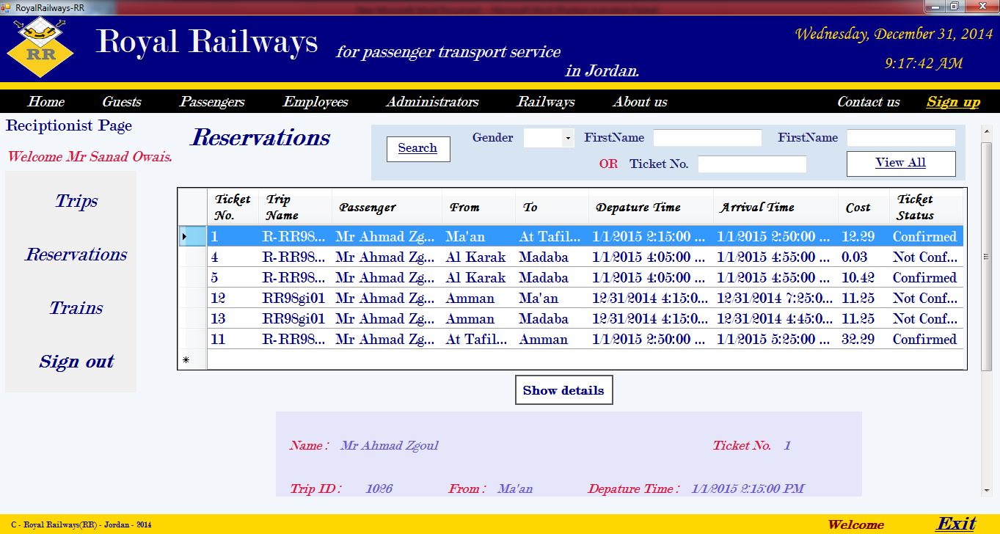 RoyalRailways-RR
RR
Royal Railways
for passenger transport service
in Jordan.
Wednesday, December 31, 2014
9:17:42 AM
Home Guests Passengers Employees Administrators Railways About us Contact us Sign up
Reciptionist Page
Welcome Mr Sanad Owais.
Trips
Reservations
Trains
Sign out
Reservations
Search Gender FirstName FirstName
OR Ticket No. View All
Ticket No. Trip Name Passenger From To Depature Time Arrival Time Cost Ticket Status
1 R-RR98... Mr Ahmad Zg... Ma'an At Tafil... 1/1/2015 2:15:00 ... 1/1/2015 2:50:00 ... 12.29 Confirmed
4 R-RR98... Mr Ahmad Zg... Al Karak Madaba 1/1/2015 4:05:00 ... 1/1/2015 4:55:00 ... 0.03 Not Conf...
5 R-RR98... Mr Ahmad Zg... Al Karak Madaba 1/1/2015 4:05:00 ... 1/1/2015 4:55:00 ... 10.42 Confirmed
12 RR98gi01 Mr Ahmad Zg... Amman Ma'an 12/31/2014 4:15:0... 12/31/2014 7:25:0... 11.25 Not Conf...
13 RR98gi01 Mr Ahmad Zg... Amman Madaba 12/31/2014 4:15:0... 12/31/2014 4:45:0... 11.25 Not Conf...
11 R-RR98... Mr Ahmad Zg... At Tafil... Amman 1/1/2015 2:50:00 ... 1/1/2015 5:25:00 ... 32.29 Confirmed
*
Show details
Name : Mr Ahmad Zgoul Ticket No. 1
Trip ID : 1026 From : Ma'an Depature Time : 1/1/2015 2:15:00 PM
C - Royal Railways(RR) - Jordan - 2014
Welcome Exit